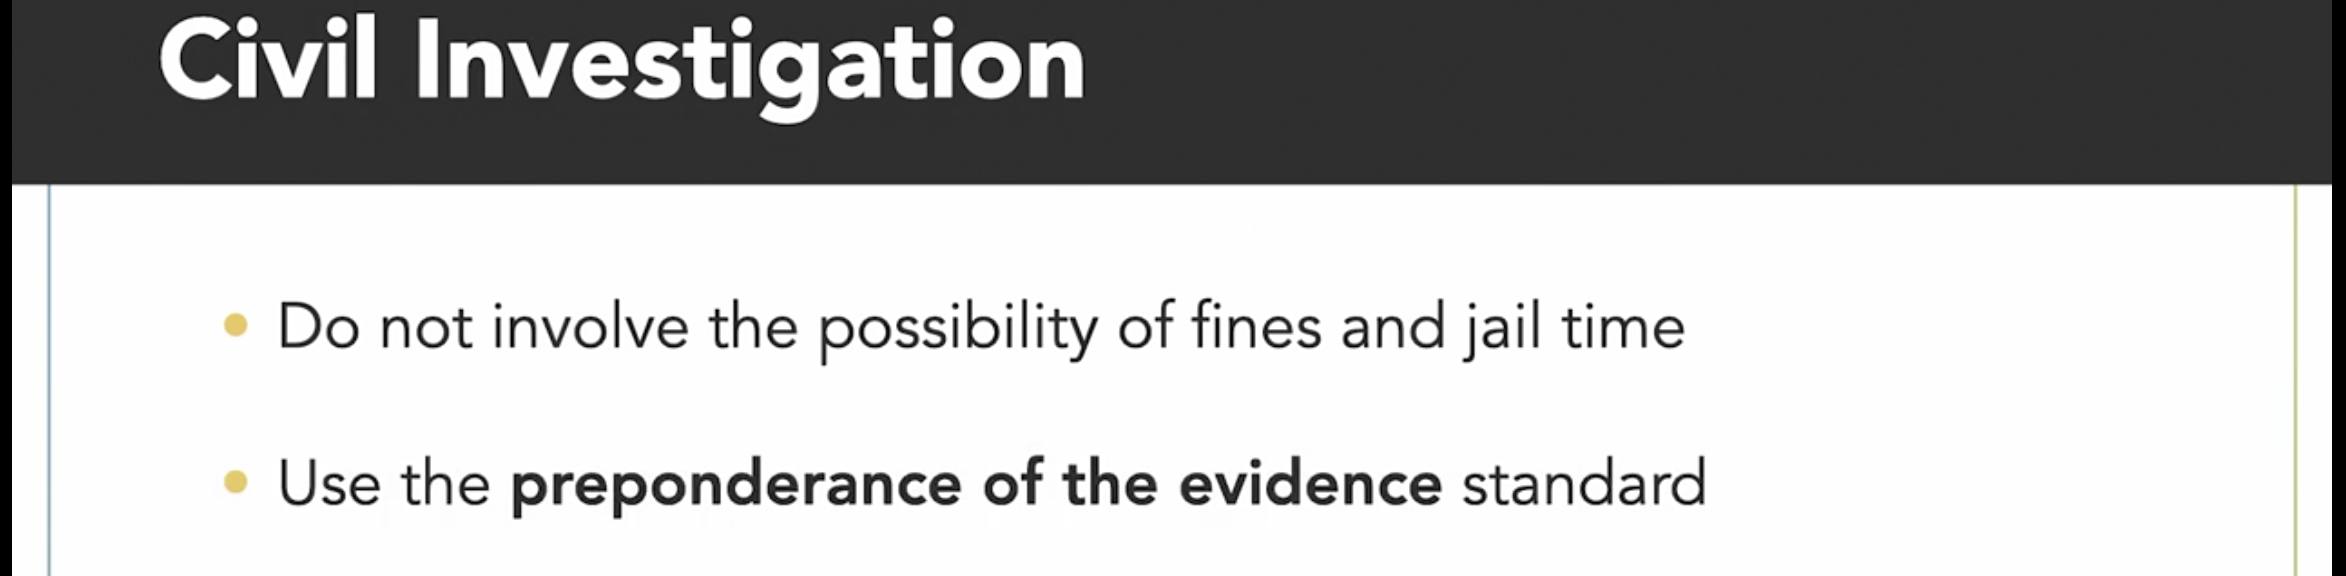 Civil Investigation
• Do not involve the possibility of fines and jail time
• Use the preponderance of the evidence standard